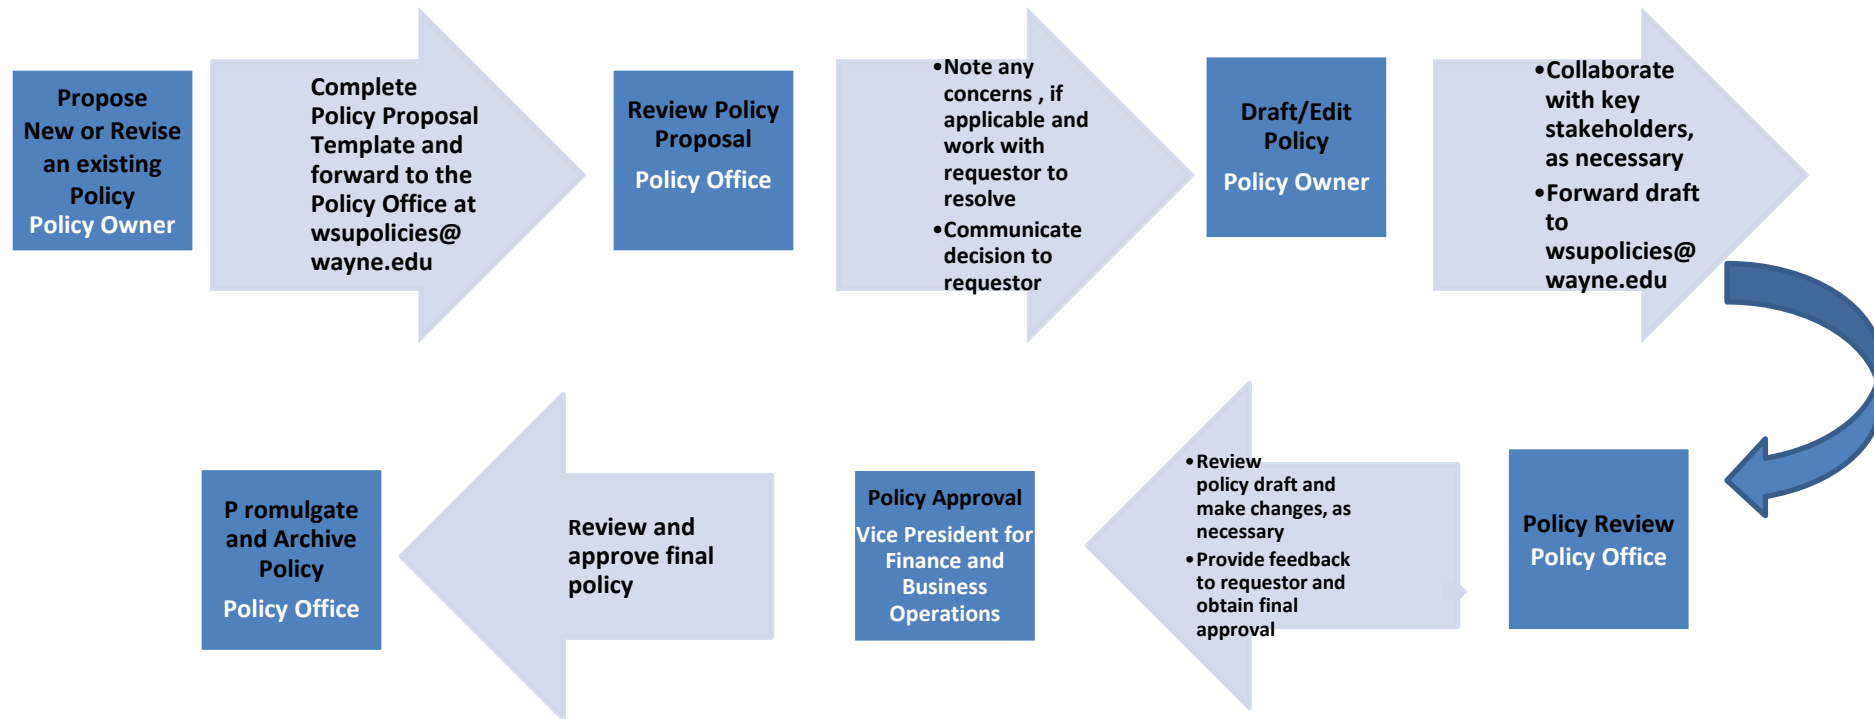 Propose
New or Revise
an existing
Policy
Policy Owner
Complete
Policy Proposal
Template and
forward to the
Policy Office at
wsupolicies@
wayne.edu
Review Policy
Proposal
Policy Office
•Note any
concerns , if
applicable and
work with
requestor to
resolve
•Communicate
decision to
requestor
Draft/Edit
Policy
Policy Owner
•Collaborate
with key
stakeholders,
as necessary
•Forward draft
to
wsupolicies@
wayne.edu
Policy Review
Policy Office
•Review
policy draft and
make changes, as
necessary
•Provide feedback
to requestor and
obtain final
approval
Policy Approval
Vice President for
Finance and
Business
Operations
Review and
approve final
policy
P romulgate
and Archive
Policy
Policy Office